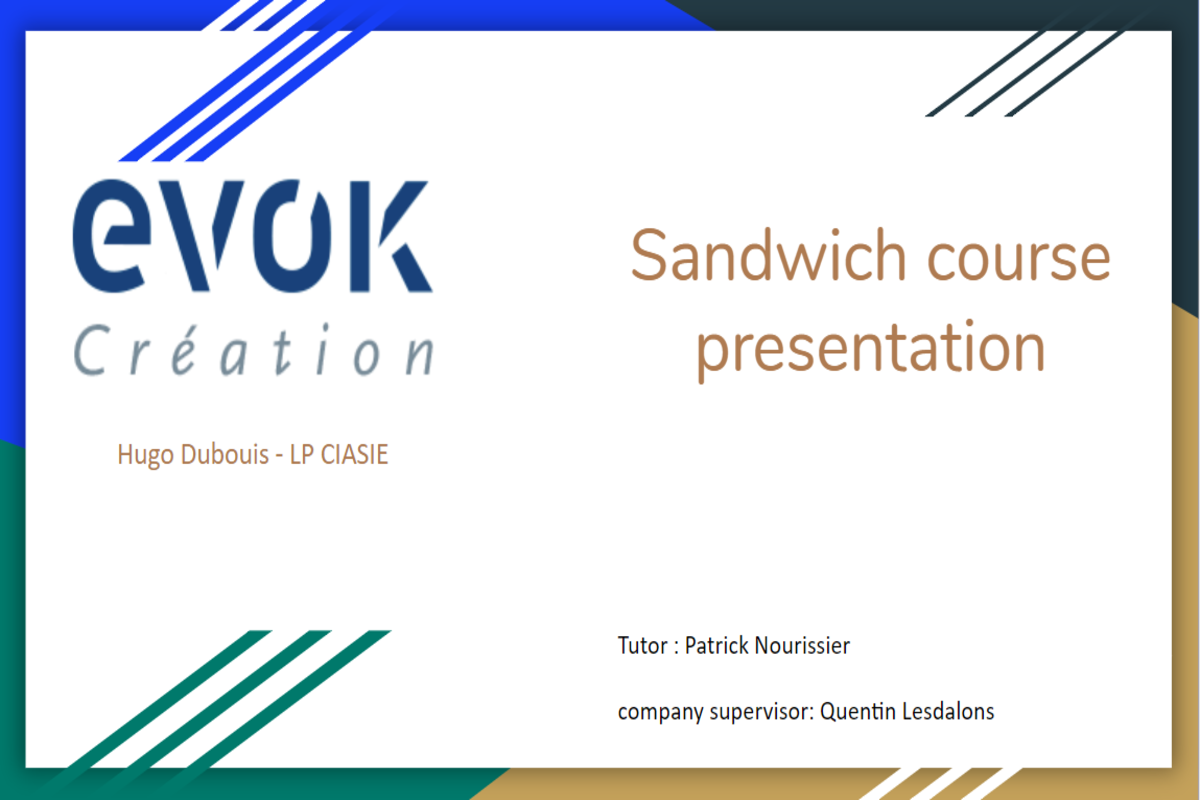 evok
Création
Hugo Dubouis - LP CIASIE
Sandwich course
presentation
Tutor : Patrick Nourissier
company supervisor: Quentin Lesdalons